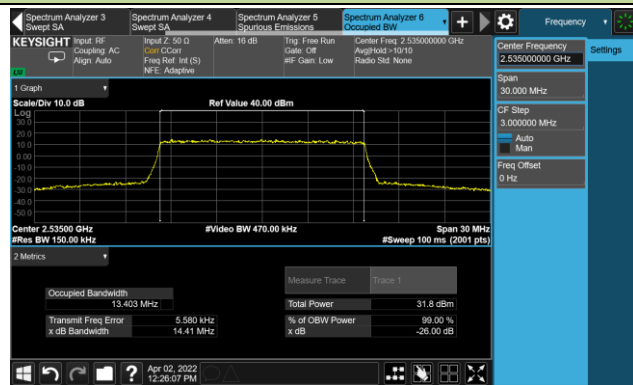 Spectrum Analyzer 3
Swept SA
Spectrum Analyzer 4
Swept SA
Spectrum Analyzer 5
Spurious Emissions
Spectrum Analyzer 6
Occupied BW
Frequency
KEYSIGHT
Input: RF
Coupling: AC
Align: Auto
LV
Input Z: 50 Ω
Corr CCorr
Freq Ref: Int (S)
NFE: Adaptive
Atten: 16 dB
Trig: Free Run
Gate: Off
#IF Gain: Low
Center Freq: 2.535000000 GHz
Avg|Hold:>10/10
Radio Std: None
Center Frequency
2.535000000 GHz
Settings
Span
30.000 MHz
CF Step
3.000000 MHz
Auto
Man
Freq Offset
0 Hz
1 Graph
Scale/Div 10.0 dB
Ref Value 40.00 dBm
Log
30.0
20.0
10.0
0.00
-10.0
-20.0
-30.0
-40.0
-50.0
Center 2.53500 GHz
#Video BW 470.00 kHz
Span 30 MHz
#Res BW 150.00 kHz
#Sweep 100 ms (2001 pts)
2 Metrics
Measure Trace
Trace 1
Occupied Bandwidth
13.403 MHz
Total Power
31.8 dBm
Transmit Freq Error
5.580 kHz
% of OBW Power
99.00 %
x dB Bandwidth
14.41 MHz
x dB
-26.00 dB
?
Apr 02, 2022
12:26:07 PM